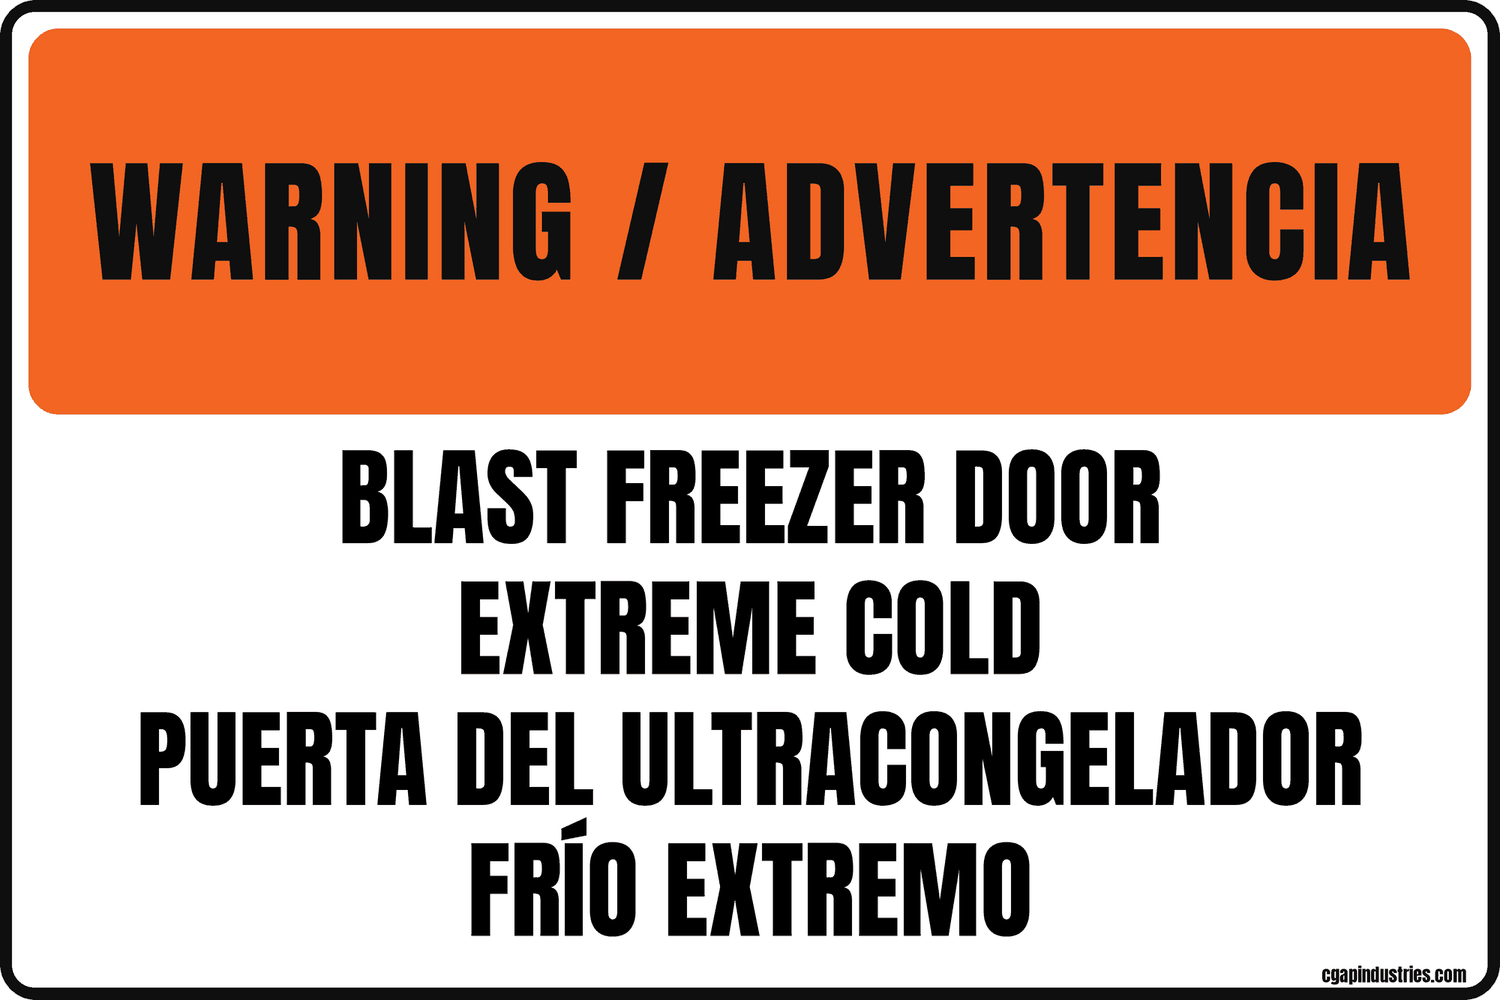 WARNING / ADVERTENCIA
BLAST FREEZER DOOR
EXTREME COLD
PUERTA DEL ULTRACONGELADOR
FRÍO EXTREMO
cgapindustries.com